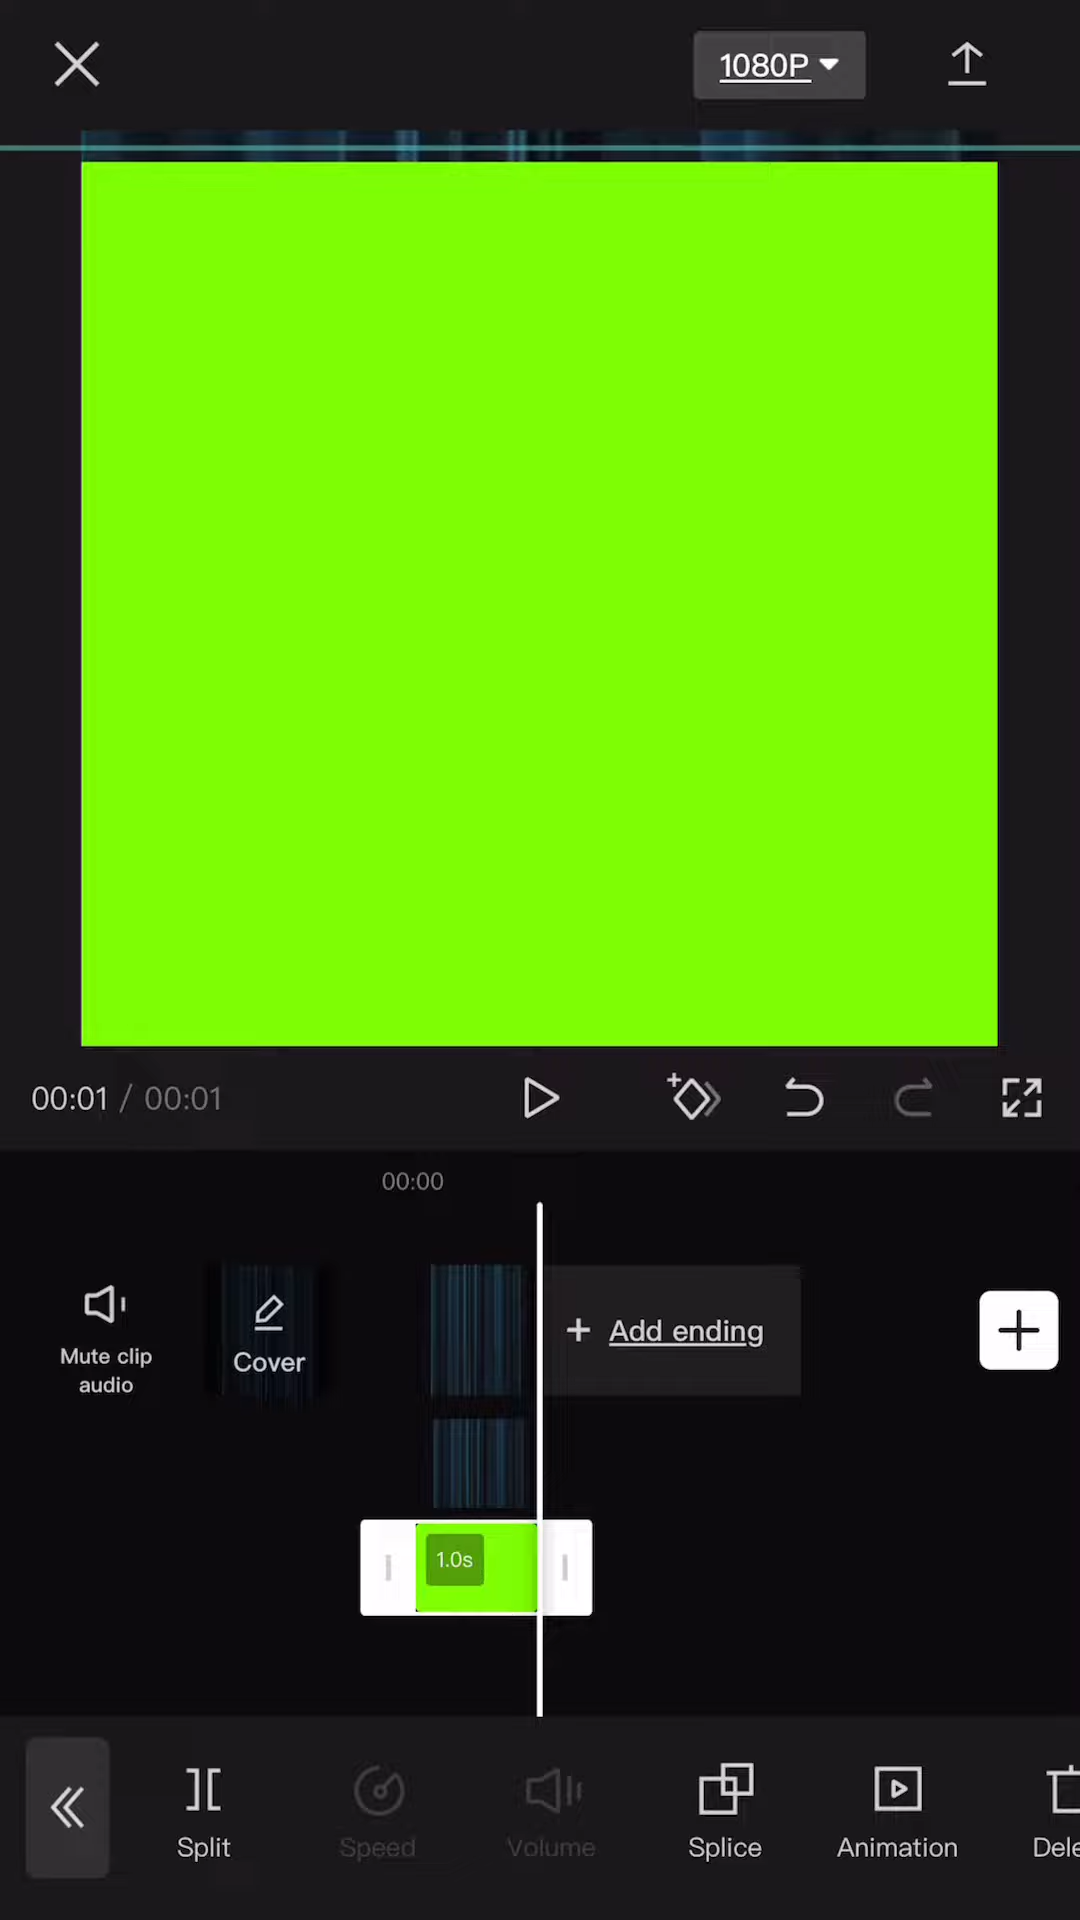 1080P
00:01 / 00:01
00:00
Mute clip
audio
Cover
+ Add ending
1.0s
Split
Speed
Volume
Splice
Animation
Dele